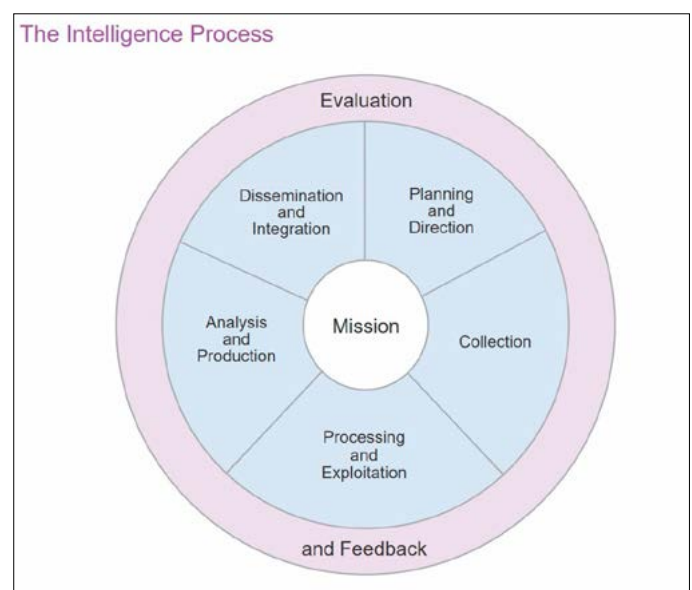 The Intelligence Process
Evaluation
Dissemination
and
Integration
Planning
and
Direction
Analysis
and
Production
Mission
Collection
Processing
and
Exploitation
and Feedback